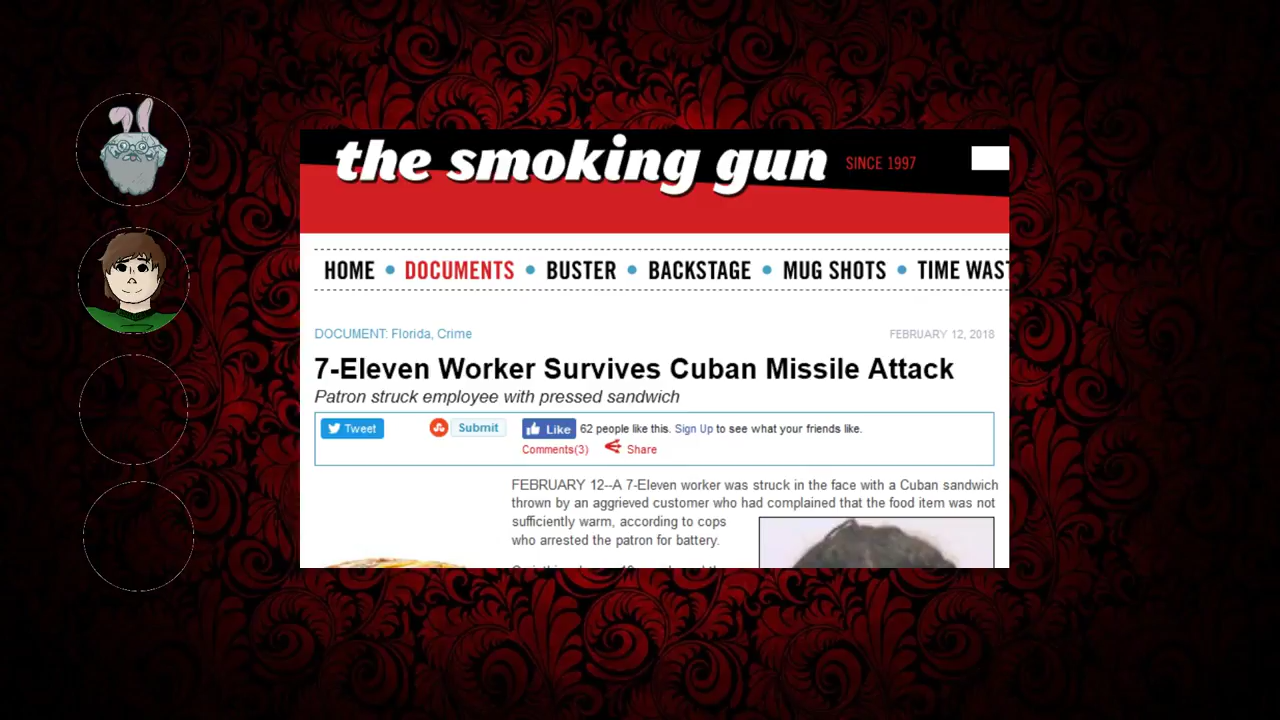 the smoking gun SINCE 1997
HOME • DOCUMENTS • BUSTER • BACKSTAGE • MUG SHOTS • TIME WAST
DOCUMENT: Florida, Crime FEBRUARY 12, 2018
7-Eleven Worker Survives Cuban Missile Attack
Patron struck employee with pressed sandwich
Tweet Submit Like 62 people like this. Sign Up to see what your friends like.
Comments(3) Share
FEBRUARY 12--A 7-Eleven worker was struck in the face with a Cuban sandwich
thrown by an aggrieved customer who had complained that the food item was not
sufficiently warm, according to cops
who arrested the patron for battery.